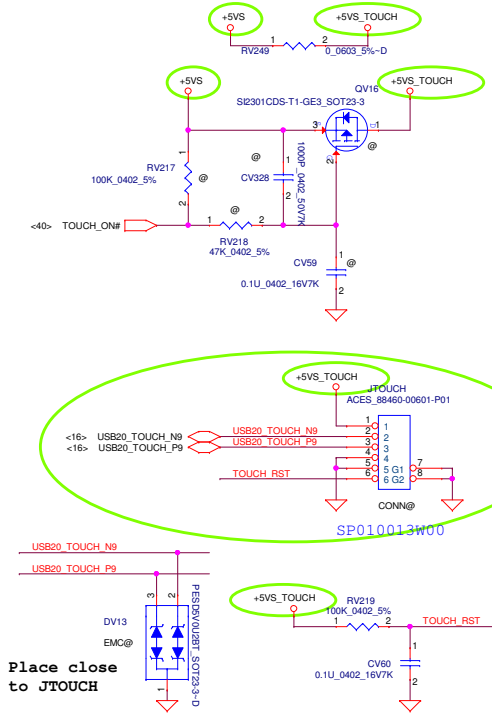 +5VS
+5VS_TOUCH
1
2
RV249
0_0603_5%~D
+5VS
+5VS_TOUCH
QV16
SI2301CDS-T1-GE3_SOT23-3
3
S
D
1
G
2
@
1
RV217
100K_0402_5%
@
2
@
1
CV328
2
1000P_0402_50V7K
<40> TOUCH_ON#
@
1
2
RV218
47K_0402_5%
CV59
@
1
0.1U_0402_16V7K
2
+5VS_TOUCH
JTOUCH
ACES_88460-00601-P01
<16> USB20_TOUCH_N9
USB20_TOUCH_N9
<16> USB20_TOUCH_P9
USB20_TOUCH_P9
TOUCH_RST
1 1
2 2
3 3
4 4
5 5 G1 7
6 6 G2 8
CONN@
SP010013W00
USB20_TOUCH_N9
USB20_TOUCH_P9
3
2
DV13
EMC@
1
PESD5V0U2BT_SOT23-3~D
Place close
to JTOUCH
+5VS_TOUCH
RV219
100K_0402_5%
1
2
TOUCH_RST
1
CV60
0.1U_0402_16V7K
2